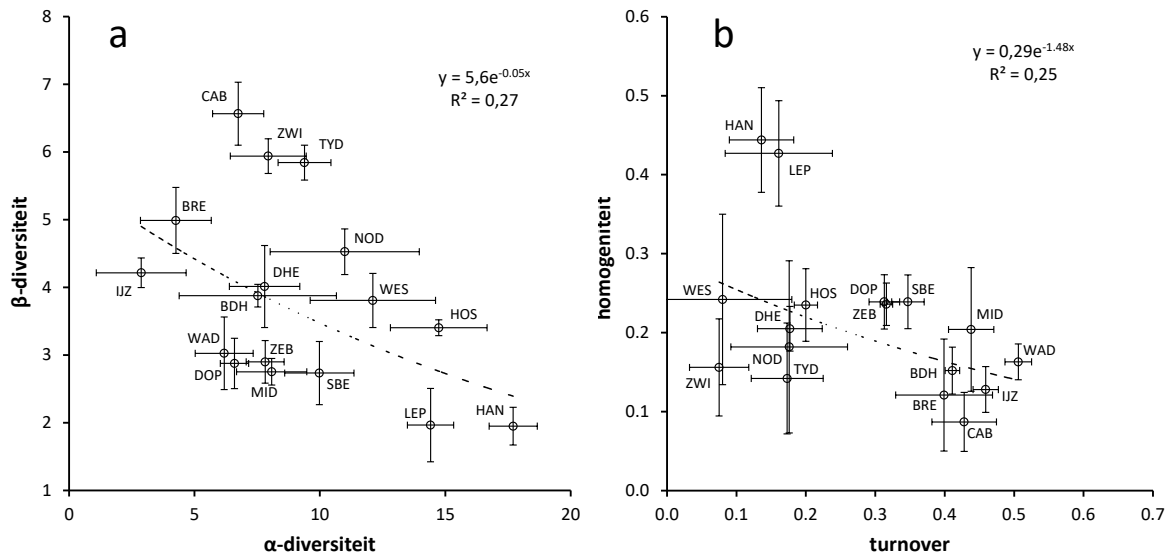 a
y = 5,6e^-0.05x
R² = 0,27
8
7
6
5
4
3
2
1
β-diversiteit
CAB
ZWI
TYD
BRE
NOD
IJZ
DHE
BDH
WES
HOS
WAD
DOP
ZEB
MID
SBE
LEP
HAN
0
5
10
15
20
α-diversiteit
b
y = 0,29e^-1.48x
R² = 0,25
0.6
0.5
0.4
0.3
0.2
0.1
0.0
homogeniteit
HAN
LEP
WES
HOS
DOP
SBE
ZEB
DHE
MID
WAD
NOD
ZWI
TYD
BDH
BRE
IJZ
CAB
0.0
0.1
0.2
0.3
0.4
0.5
0.6
0.7
turnover